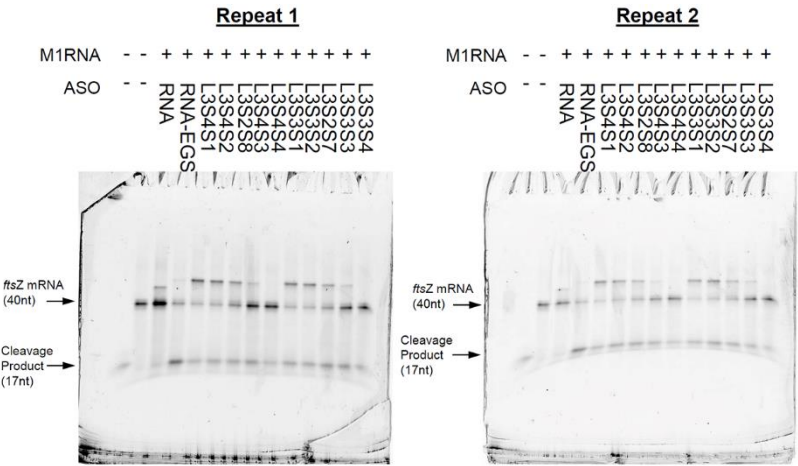 Repeat 1
M1RNA - - + + + + + + + + + + + +
ASO - - RNA RNA-EGS L3S4S1 L3S4S2 L3S2S8 L3S4S3 L3S4S4 L3S3S1 L3S3S2 L3S2S7 L3S3S3 L3S3S4
ftsZ mRNA
(40nt)
Cleavage
Product
(17nt)
Repeat 2
M1RNA - - + + + + + + + + + + + +
ASO - - RNA RNA-EGS L3S4S1 L3S4S2 L3S2S8 L3S4S3 L3S4S4 L3S3S1 L3S3S2 L3S2S7 L3S3S3 L3S3S4
ftsZ mRNA
(40nt)
Cleavage
Product
(17nt)